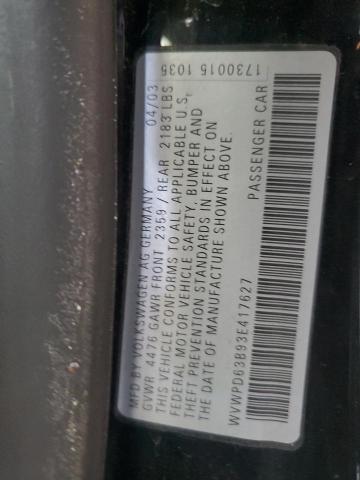 1730015 1035
MFD BY VOLKSWAGEN AG GERMANY 04/03
GVWR 4476 GAWR FRONT 2359 / REAR 2183 LBS
THIS VEHICLE CONFORMS TO ALL APPLICABLE U.S.
FEDERAL MOTOR VEHICLE SAFETY, BUMPER AND
THEFT PREVENTION STANDARDS IN EFFECT ON
THE DATE OF MANUFACTURE SHOWN ABOVE.
WVWPD63B93E417627 PASSENGER CAR